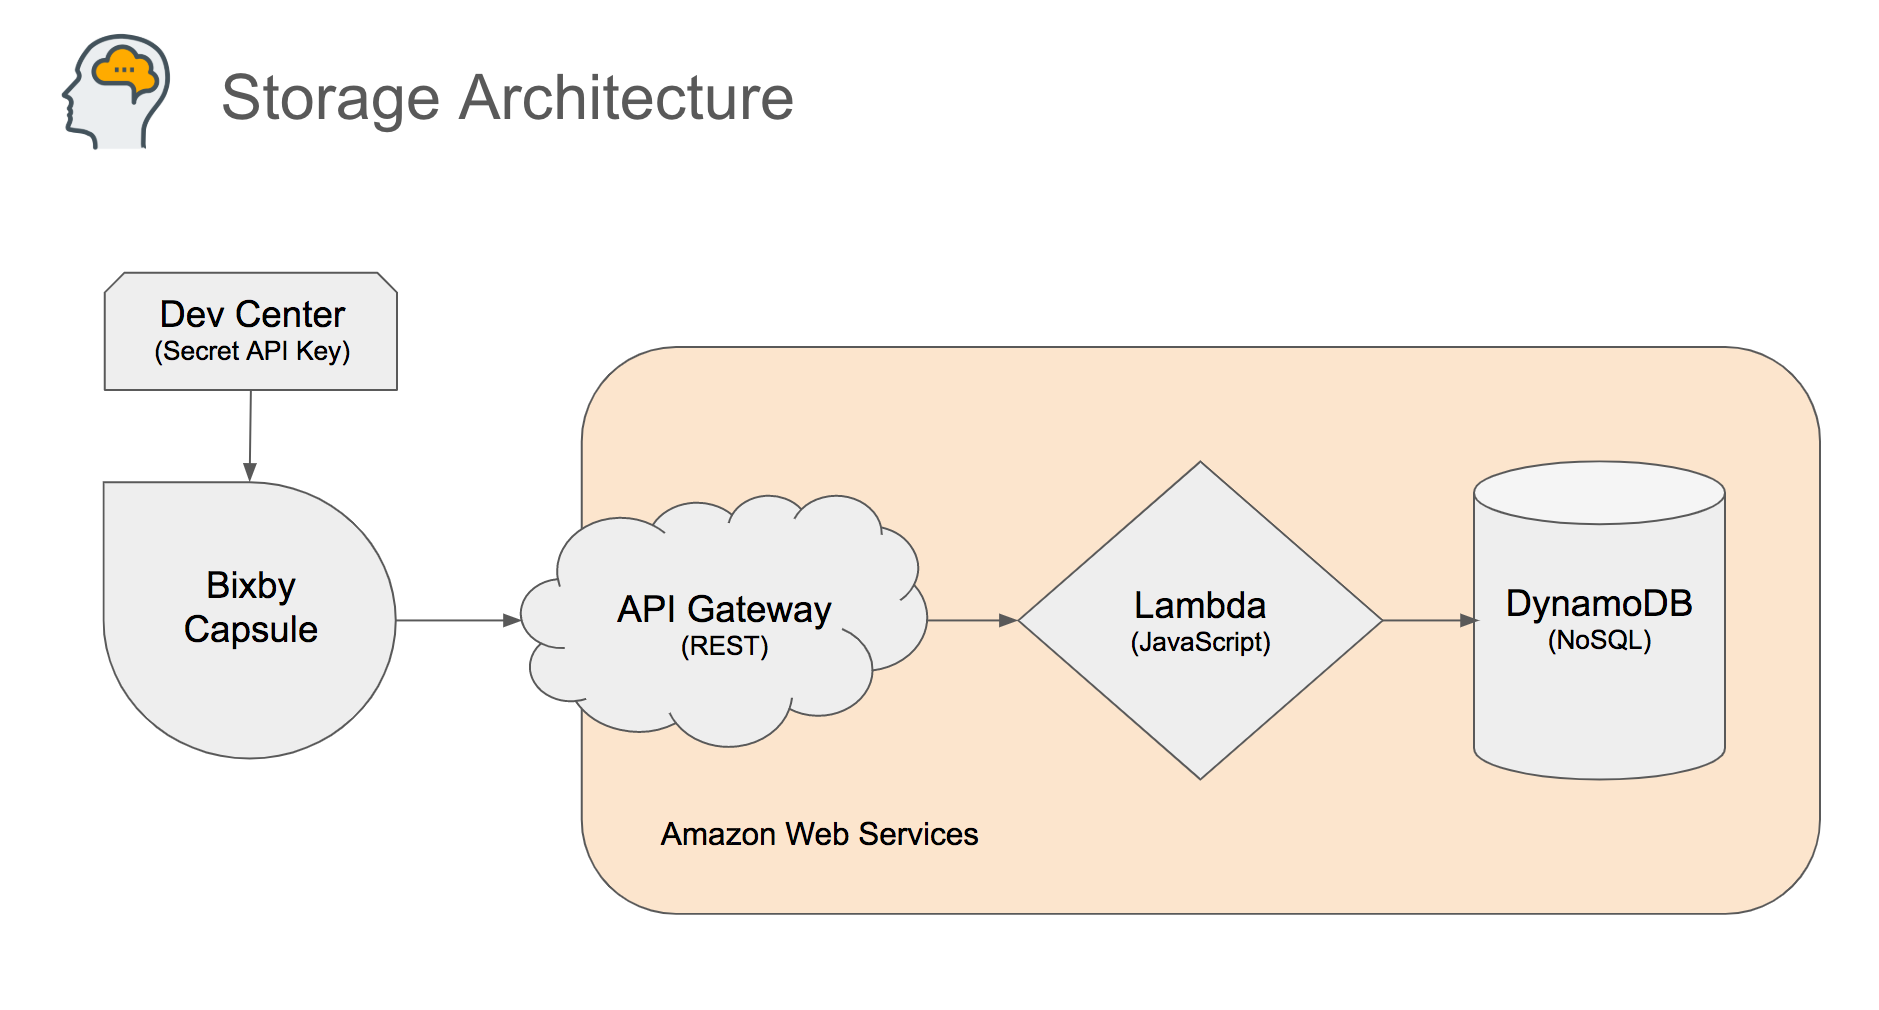 Storage Architecture
Dev Center
(Secret API Key)
Bixby
Capsule
API Gateway
(REST)
Lambda
(JavaScript)
DynamoDB
(NoSQL)
Amazon Web Services